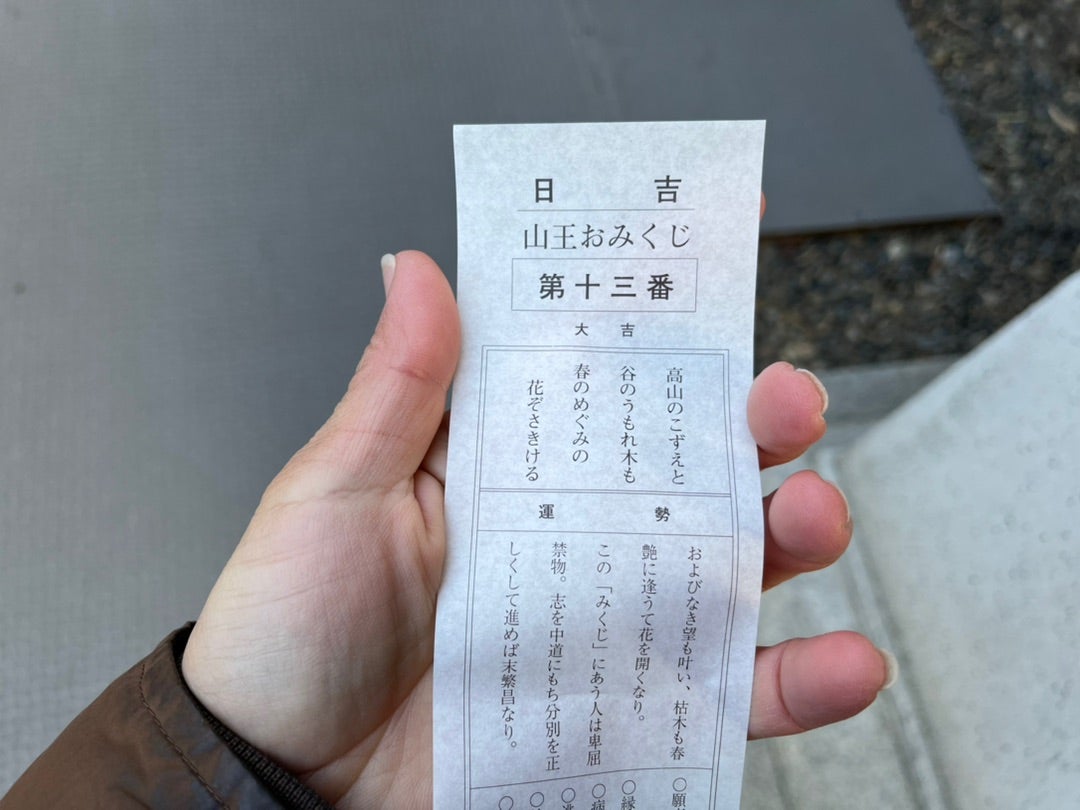 日吉
山王おみくじ
第十三番
大吉
高山のこずえと
谷のうもれ木も
春のめぐみの
花ぞさきける
運勢
およびなき望も叶い、枯木も春
艶に逢うて花を開くなり。
この「みくじ」にあう人は卑屈
禁物。志を中道にもち分別を正
しくして進めば末繁昌なり。
○願
○縁
○病
○
○
○